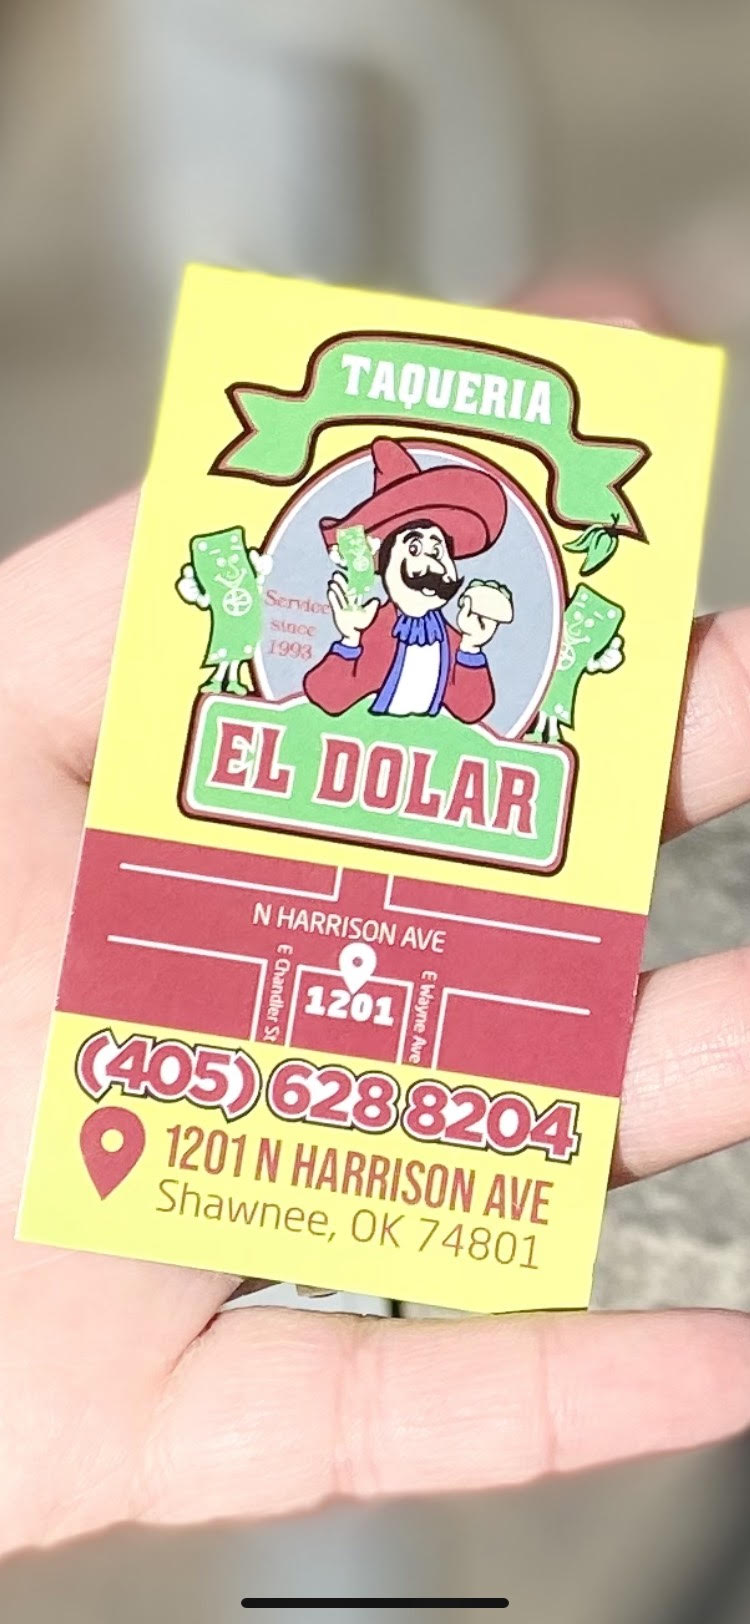 TAQUERIA
Service
since
1993
EL DOLAR
N HARRISON AVE
E Chandler St
1201
E Wayne Ave
(405) 628 8204
1201 N HARRISON AVE
Shawnee, OK 74801